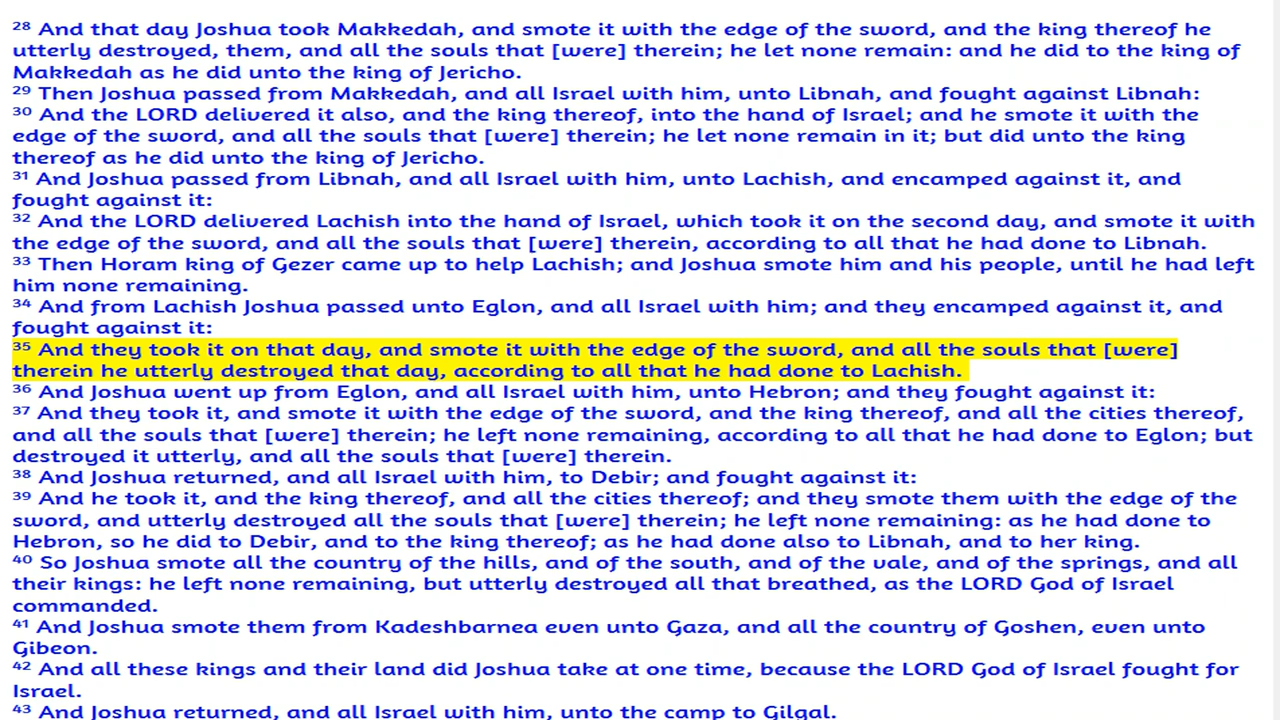 28 And that day Joshua took Makkedah, and smote it with the edge of the sword, and the king thereof he
utterly destroyed, them, and all the souls that [were] therein; he let none remain: and he did to the king of
Makkedah as he did unto the king of Jericho.
29 Then Joshua passed from Makkedah, and all Israel with him, unto Libnah, and fought against Libnah:
30 And the LORD delivered it also, and the king thereof, into the hand of Israel; and he smote it with the
edge of the sword, and all the souls that [were] therein; he let none remain in it; but did unto the king
thereof as he did unto the king of Jericho.
31 And Joshua passed from Libnah, and all Israel with him, unto Lachish, and encamped against it, and
fought against it:
32 And the LORD delivered Lachish into the hand of Israel, which took it on the second day, and smote it with
the edge of the sword, and all the souls that [were] therein, according to all that he had done to Libnah.
33 Then Horam king of Gezer came up to help Lachish; and Joshua smote him and his people, until he had left
him none remaining.
34 And from Lachish Joshua passed unto Eglon, and all Israel with him; and they encamped against it, and
fought against it:
35 And they took it on that day, and smote it with the edge of the sword, and all the souls that [were]
therein he utterly destroyed that day, according to all that he had done to Lachish.
36 And Joshua went up from Eglon, and all Israel with him, unto Hebron; and they fought against it:
37 And they took it, and smote it with the edge of the sword, and the king thereof, and all the cities thereof,
and all the souls that [were] therein; he left none remaining, according to all that he had done to Eglon; but
destroyed it utterly, and all the souls that [were] therein.
38 And Joshua returned, and all Israel with him, to Debir; and fought against it:
39 And he took it, and the king thereof, and all the cities thereof; and they smote them with the edge of the
sword, and utterly destroyed all the souls that [were] therein; he left none remaining: as he had done to
Hebron, so he did to Debir, and to the king thereof; as he had done also to Libnah, and to her king.
40 So Joshua smote all the country of the hills, and of the south, and of the vale, and of the springs, and all
their kings: he left none remaining, but utterly destroyed all that breathed, as the LORD God of Israel
commanded.
41 And Joshua smote them from Kadeshbarnea even unto Gaza, and all the country of Goshen, even unto
Gibeon.
42 And all these kings and their land did Joshua take at one time, because the LORD God of Israel fought for
Israel.
43 And Joshua returned, and all Israel with him, unto the camp to Gilgal.